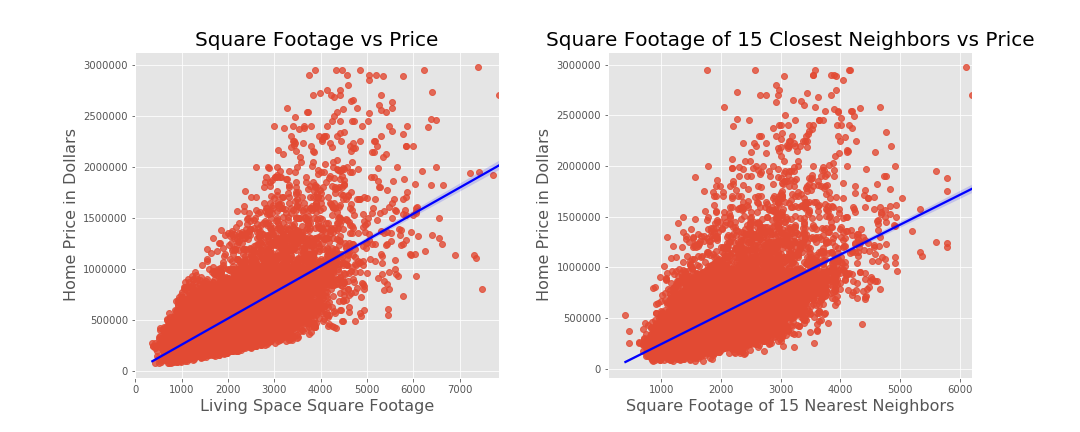 Square Footage vs Price
3000000
2500000
2000000
1500000
1000000
500000
0
Home Price in Dollars
0 1000 2000 3000 4000 5000 6000 7000
Living Space Square Footage
Square Footage of 15 Closest Neighbors vs Price
3000000
2500000
2000000
1500000
1000000
500000
0
Home Price in Dollars
1000 2000 3000 4000 5000 6000
Square Footage of 15 Nearest Neighbors